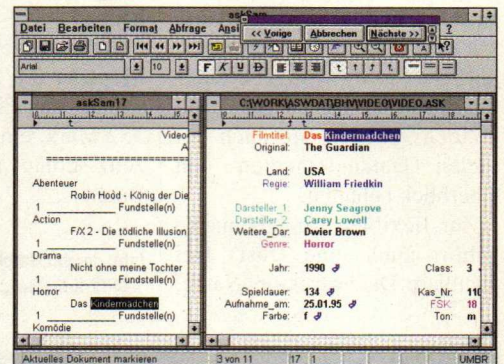 askSam
Datei Bearbeiten Format Abfrage Ansi ?
<< Vorige Abbrechen Nächste >>
Arial 10 F K U D
askSam17
C:\WORK\ASWDAT\BHV\VIDEO\VIDEO.ASK
Video
A
Abenteuer
Robin Hood - König der Die
1 Fundstelle(n)
Action
F/X 2 - Die tödliche Illusion
1 Fundstelle(n)
Drama
Nicht ohne meine Tochter
1 Fundstelle(n)
Horror
Das Kindermädchen
1 Fundstelle(n)
Komödie
Filmtitel: Das Kindermädchen
Original: The Guardian
Land: USA
Regie: William Friedkin
Darsteller_1: Jenny Seagrove
Darsteller_2: Carey Lowell
Weitere_Dar: Dwier Brown
Genre: Horror
Jahr: 1990 Class: 3
Spieldauer: 134 Kas_Nr: 110
Aufnahme_am: 25.01.95 FSK: 18
Farbe: f Ton: m
Aktuelles Dokument markieren 3 von 11 17 1 UMBR